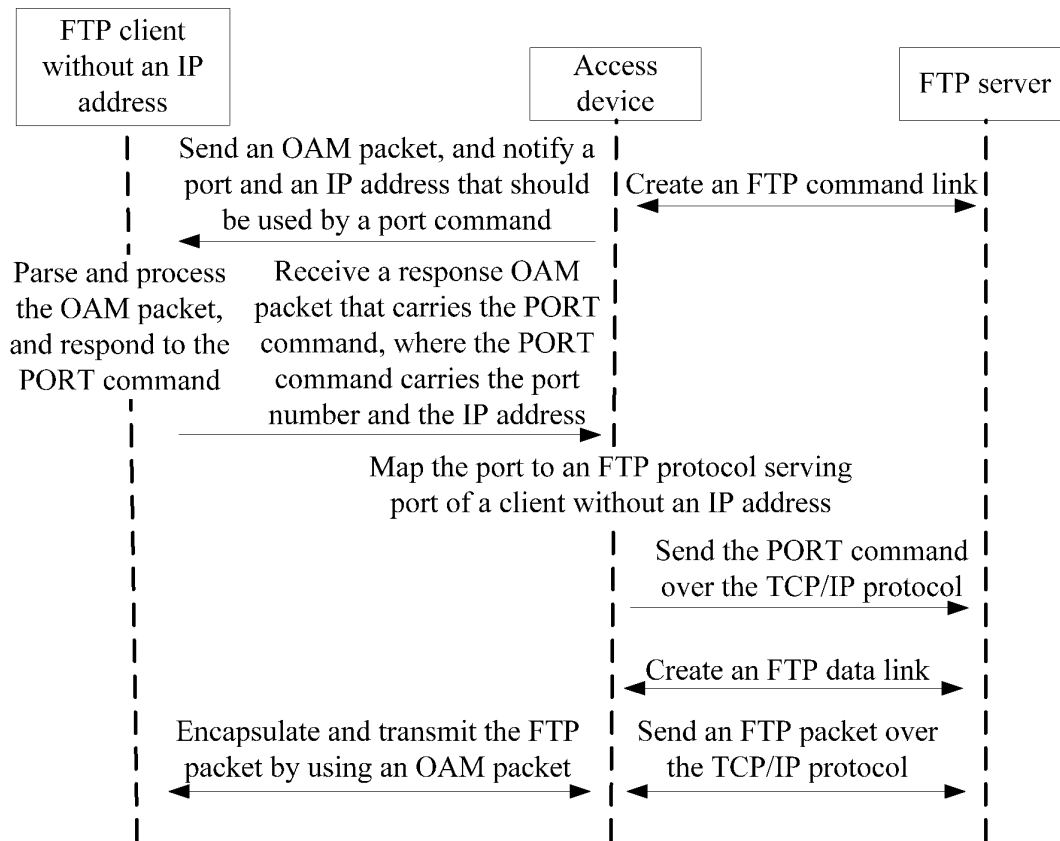 FTP client
without an IP
address
Access
device
FTP server
Send an OAM packet, and notify a
port and an IP address that should
be used by a port command
Create an FTP command link
Parse and process
the OAM packet,
and respond to the
PORT command
Receive a response OAM
packet that carries the PORT
command, where the PORT
command carries the port
number and the IP address
Map the port to an FTP protocol serving
port of a client without an IP address
Send the PORT command
over the TCP/IP protocol
Create an FTP data link
Encapsulate and transmit the FTP
packet by using an OAM packet
Send an FTP packet over
the TCP/IP protocol